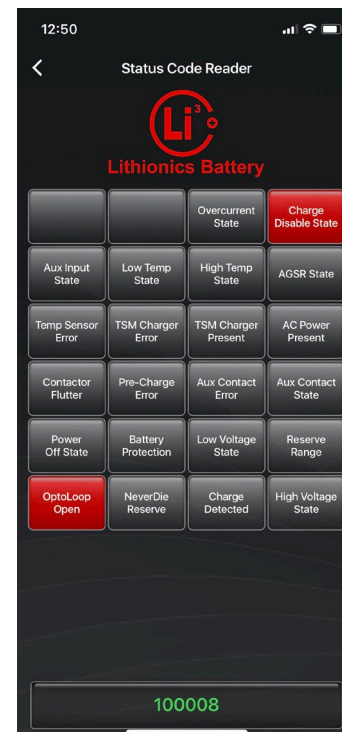 12:50
Status Code Reader
Li3+
Lithionics Battery
Overcurrent
State
Charge
Disable State
Aux Input
State
Low Temp
State
High Temp
State
AGSR State
Temp Sensor
Error
TSM Charger
Error
TSM Charger
Present
AC Power
Present
Contactor
Flutter
Pre-Charge
Error
Aux Contact
Error
Aux Contact
State
Power
Off State
Battery
Protection
Low Voltage
State
Reserve
Range
OptoLoop
Open
NeverDie
Reserve
Charge
Detected
High Voltage
State
100008